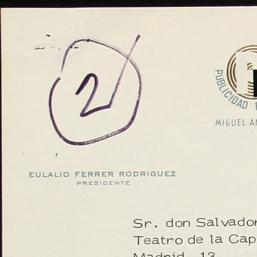 2
PUBLICIDAD
MIGUEL AN
EULALIO FERRER RODRIGUEZ
PRESIDENTE
Sr. don Salvador
Teatro de la Cap
Madrid, 13